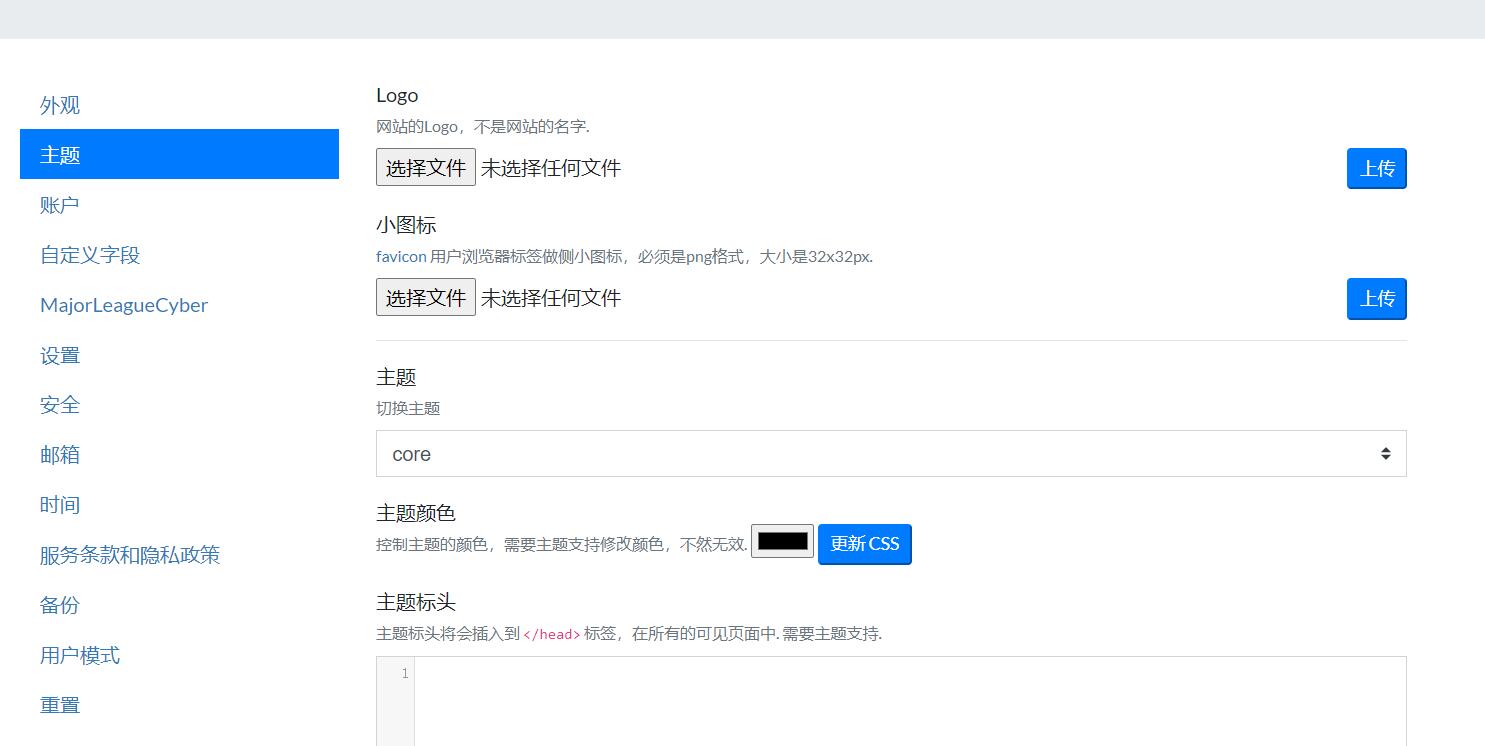 外观
主题
账户
自定义字段
MajorLeagueCyber
设置
安全
邮箱
时间
服务条款和隐私政策
备份
用户模式
重置
Logo
网站的Logo，不是网站的名字.
选择文件 未选择任何文件
上传
小图标
favicon 用户浏览器标签做侧小图标，必须是png格式，大小是32x32px.
选择文件 未选择任何文件
上传
主题
切换主题
core
主题颜色
控制主题的颜色，需要主题支持修改颜色，不然无效. 更新 CSS
主题标头
主题标头将会插入到 </head> 标签，在所有的可见页面中. 需要主题支持.
1